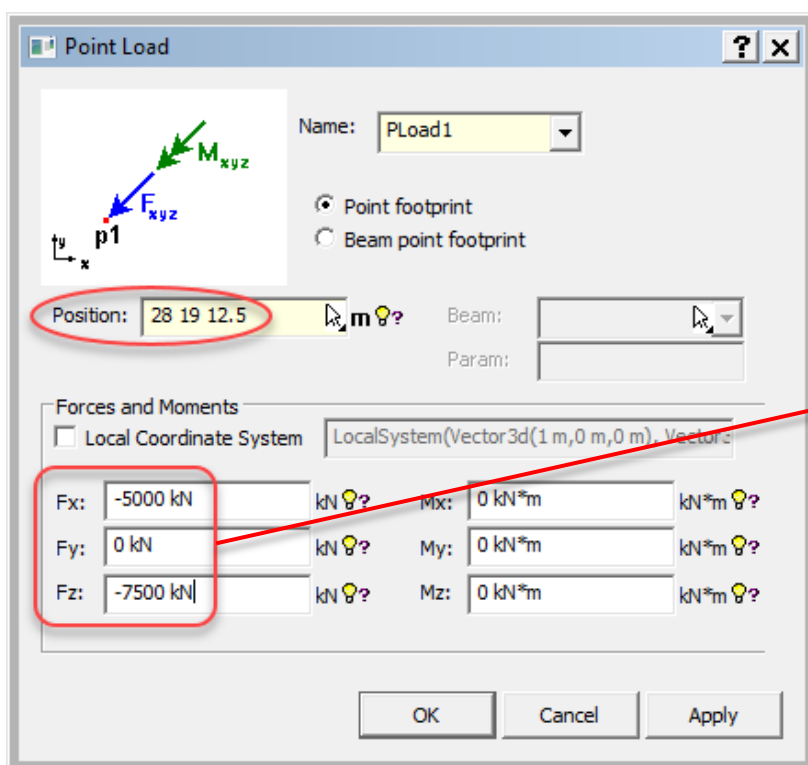 Point Load
? x
Name: PLoad1
Mxyz
Fxyz
p1
y
x
Point footprint
Beam point footprint
Position: 28 19 12.5 m ? Beam:
Param:
Forces and Moments
Local Coordinate System LocalSystem(Vector3d(1 m,0 m,0 m), Vector3
Fx: -5000 kN kN ? Mx: 0 kN*m kN*m ?
Fy: 0 kN kN ? My: 0 kN*m kN*m ?
Fz: -7500 kN kN ? Mz: 0 kN*m kN*m ?
OK Cancel Apply